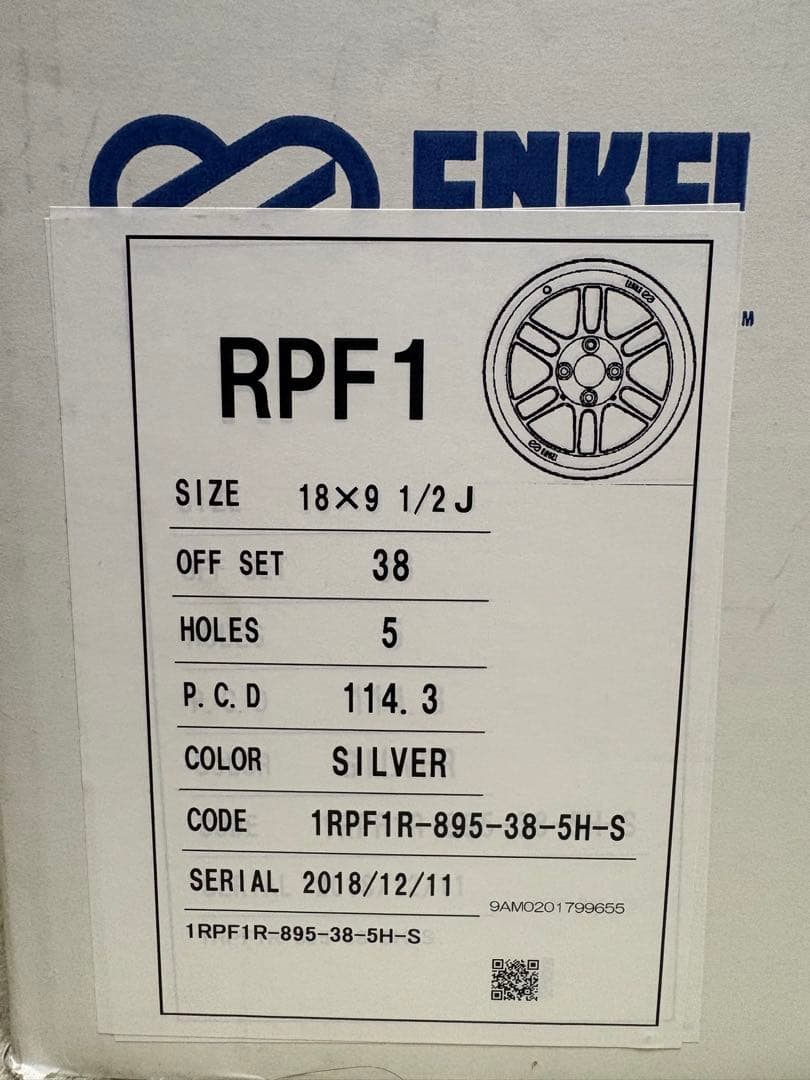 ENKEI
M
RPF1
SIZE 18×9 1/2J
OFF SET 38
HOLES 5
P.C.D 114.3
COLOR SILVER
CODE 1RPF1R-895-38-5H-S
SERIAL 2018/12/11
9AM0201799655
1RPF1R-895-38-5H-S